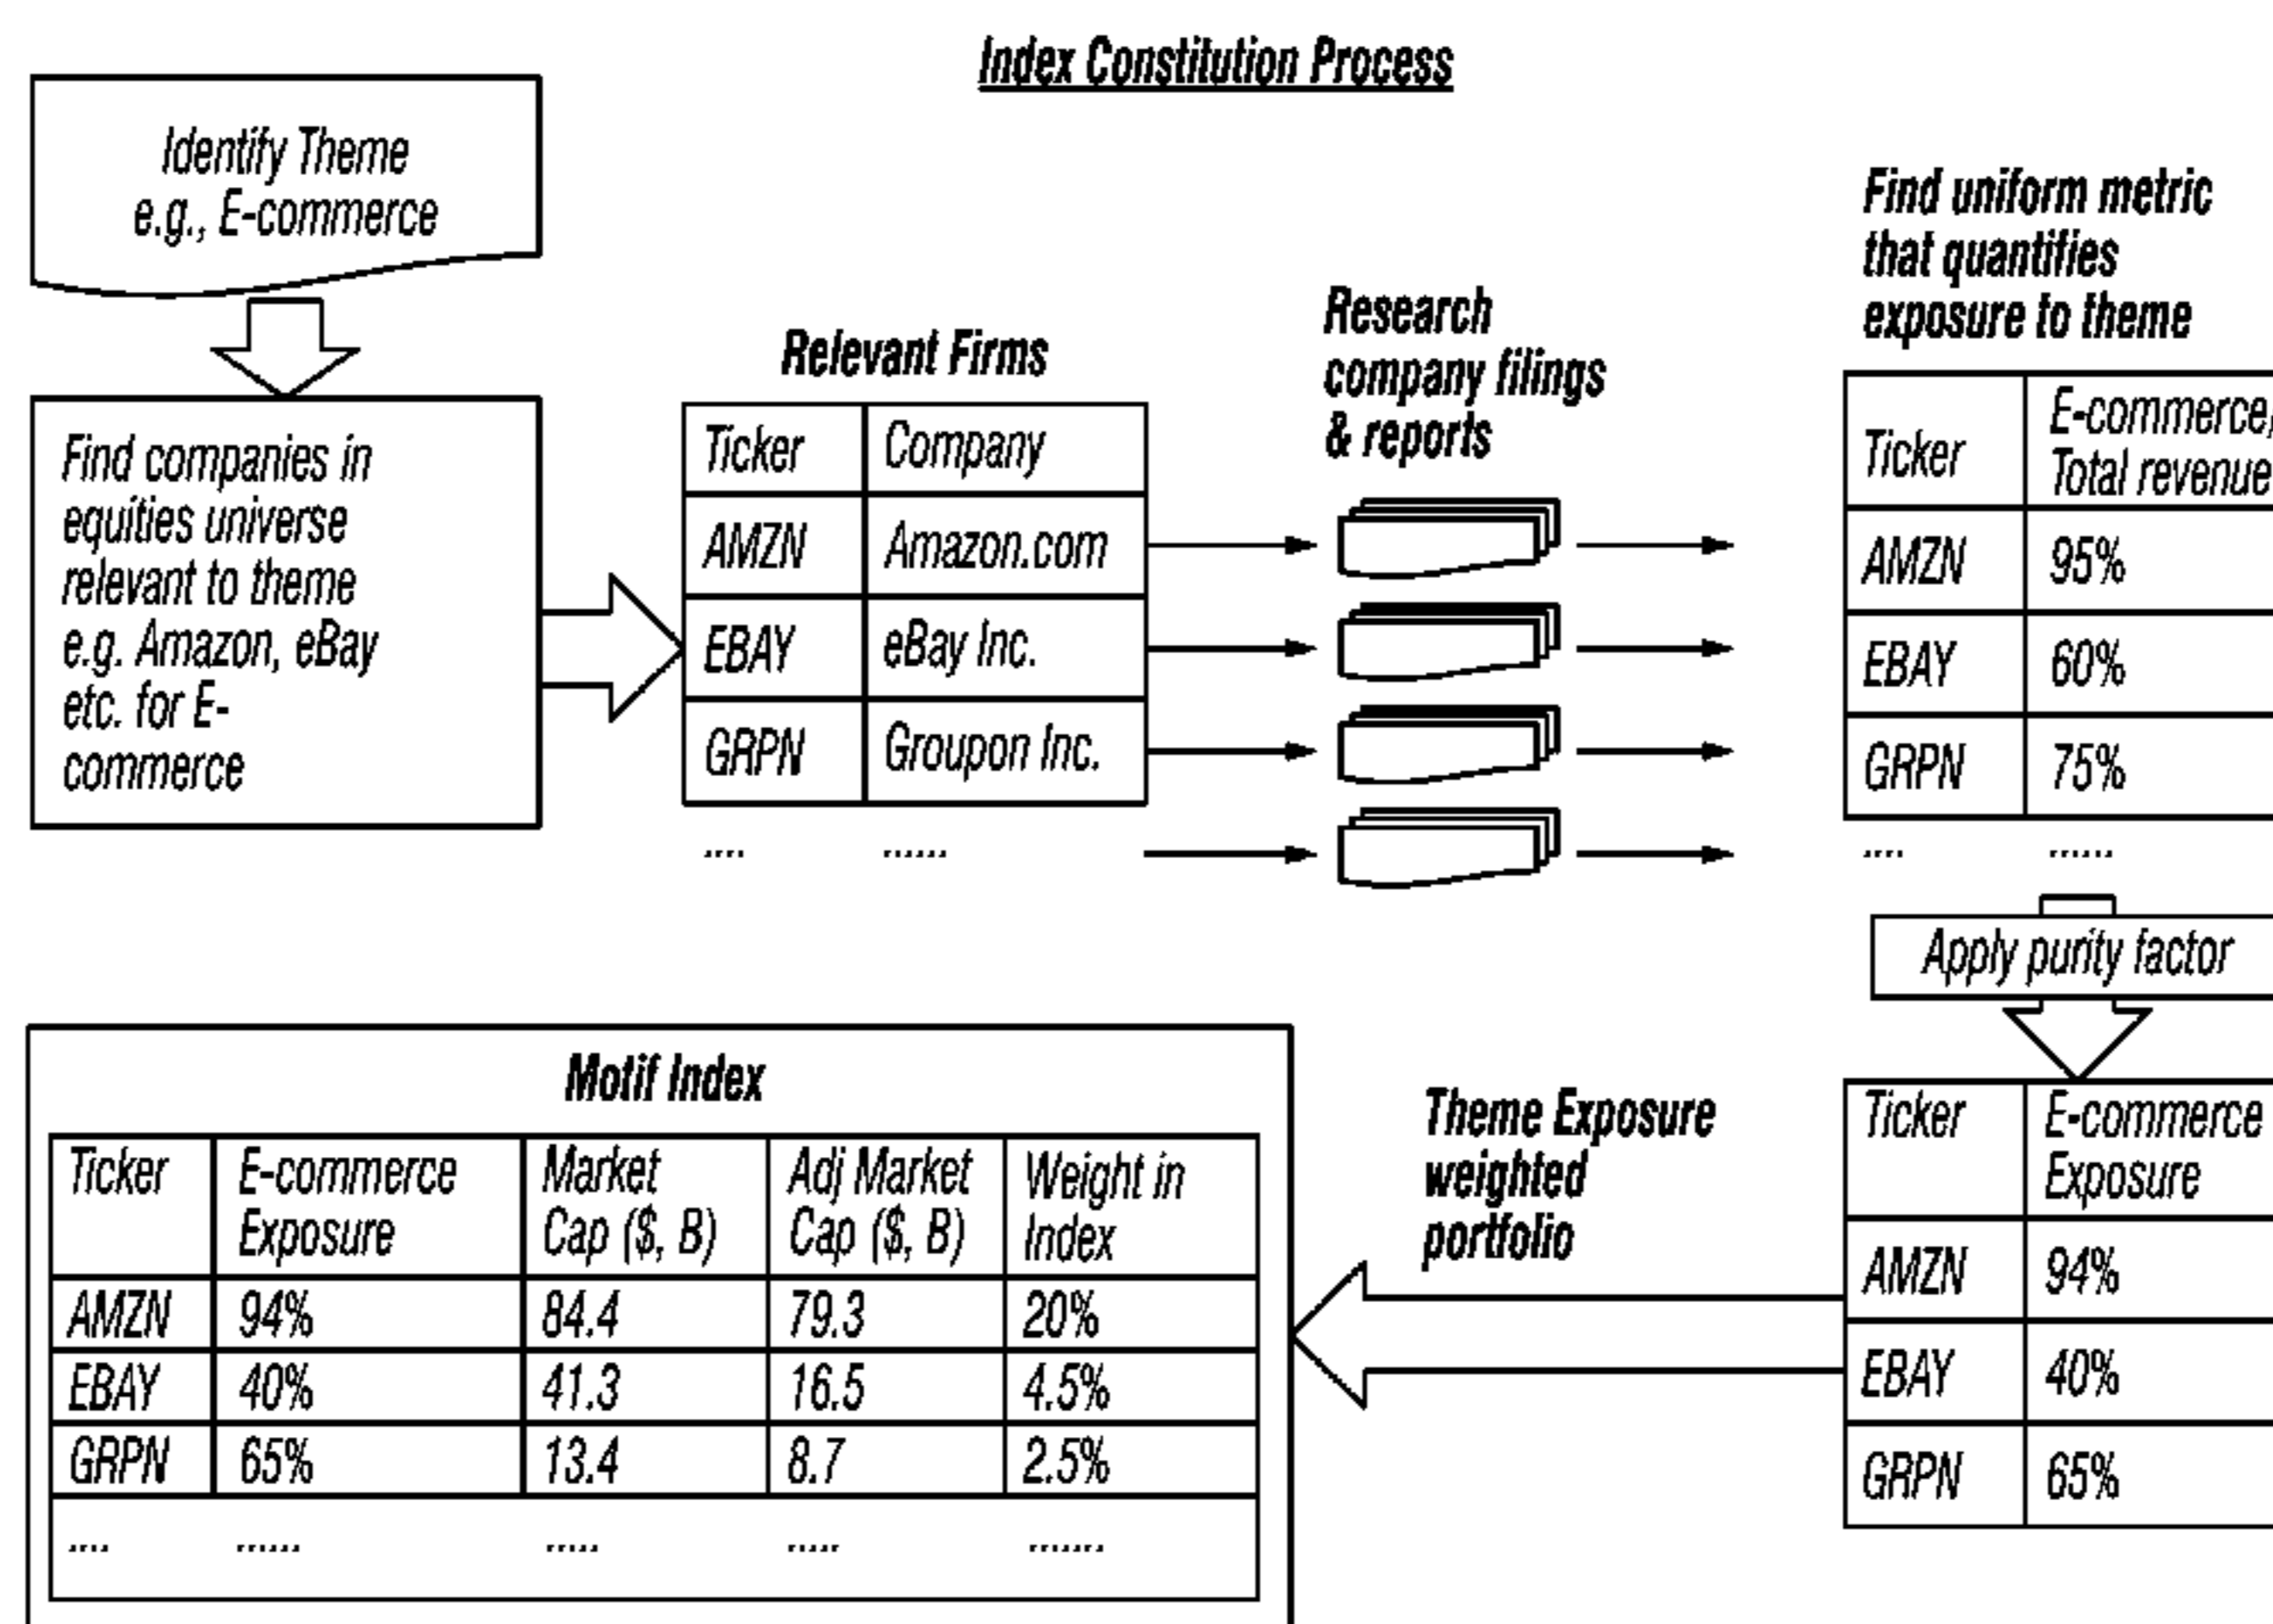 Index Constitution Process
Identify Theme
e.g., E-commerce
Find companies in
equities universe
relevant to theme
e.g. Amazon, eBay
etc. for E-
commerce
Relevant Firms
Ticker Company
AMZN Amazon.com
EBAY eBay Inc.
GRPN Groupon Inc.
.... ......
Research
company filings
& reports
Find uniform metric
that quantifies
exposure to theme
Ticker E-commerce/
Total revenue
AMZN 95%
EBAY 60%
GRPN 75%
.... ......
Apply purity factor
Ticker E-commerce
Exposure
AMZN 94%
EBAY 40%
GRPN 65%
Theme Exposure
weighted
portfolio
Motif Index
Ticker E-commerce Market Adj Market Weight in
Exposure Cap ($, B) Cap ($, B) Index
AMZN 94% 84.4 79.3 20%
EBAY 40% 41.3 16.5 4.5%
GRPN 65% 13.4 8.7 2.5%
.... ...... ..... ..... .......